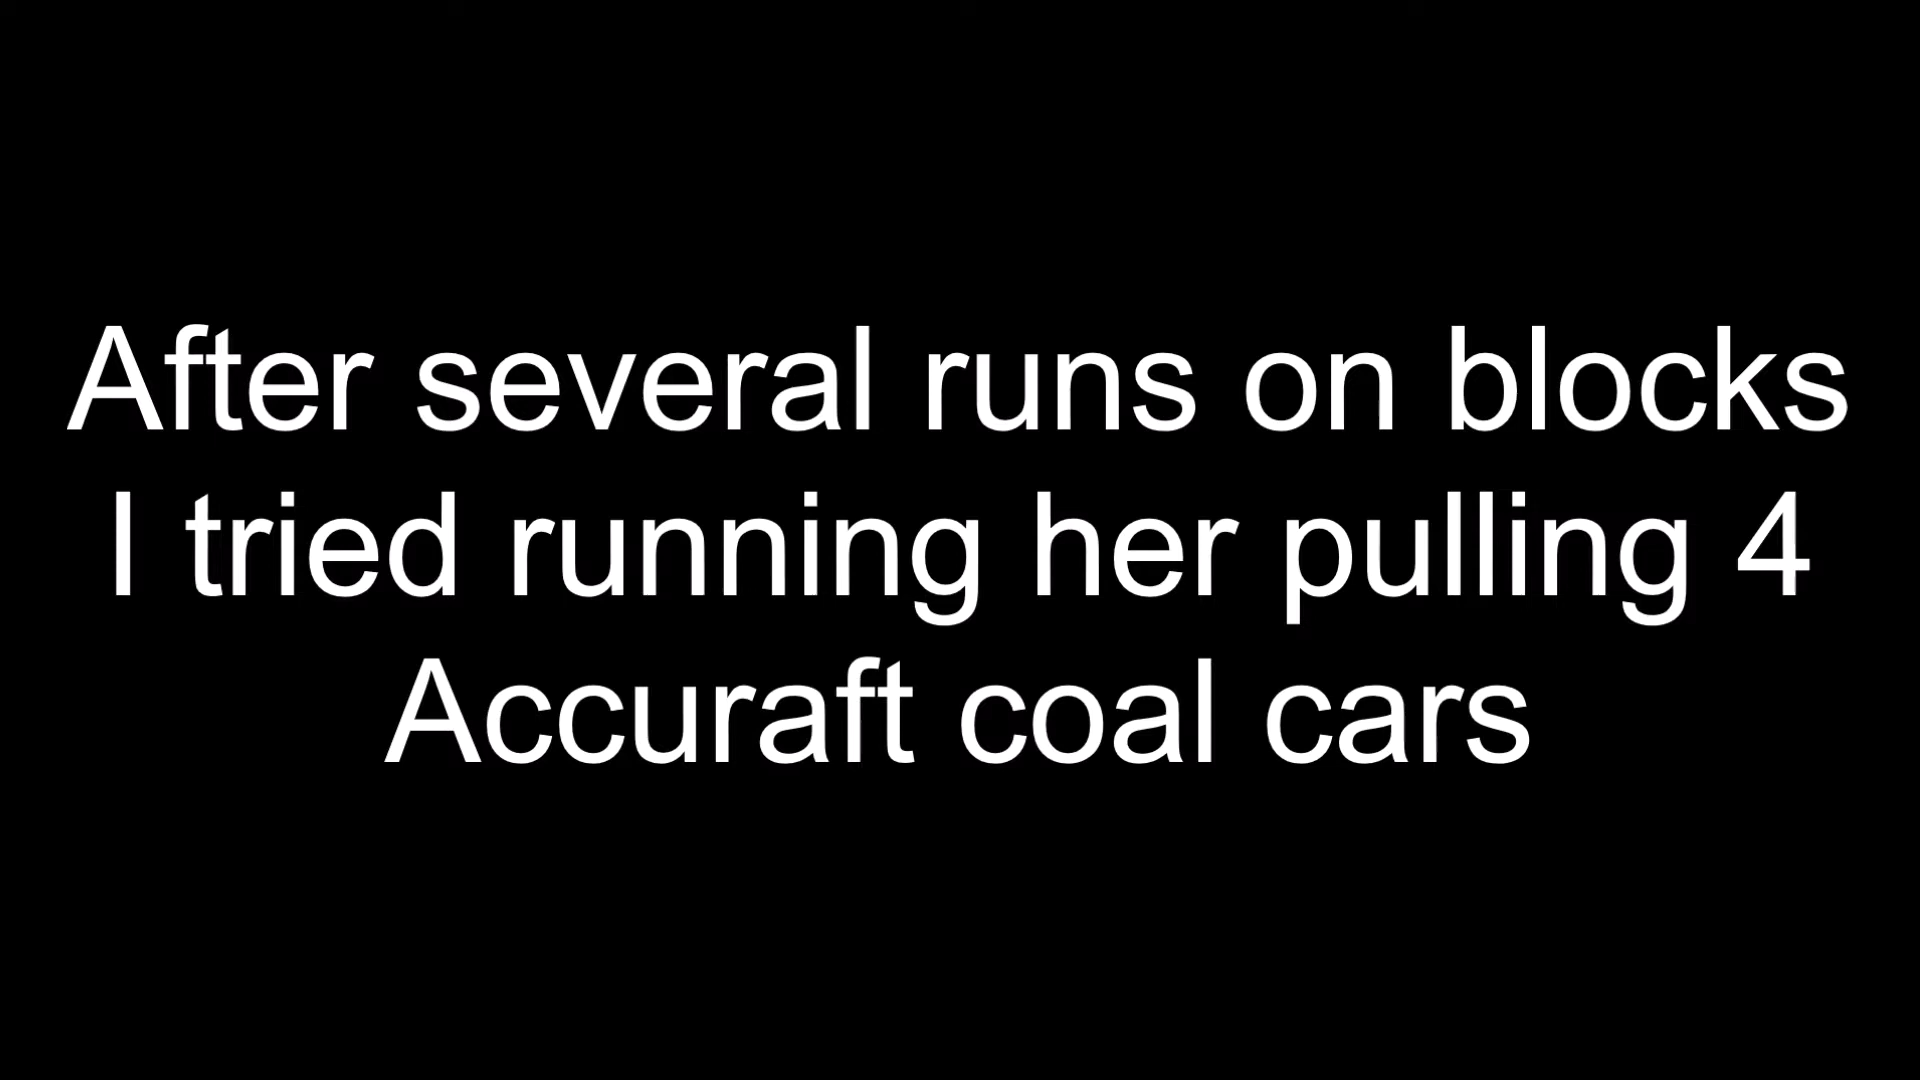 After several runs on blocks
I tried running her pulling 4
Accuraft coal cars